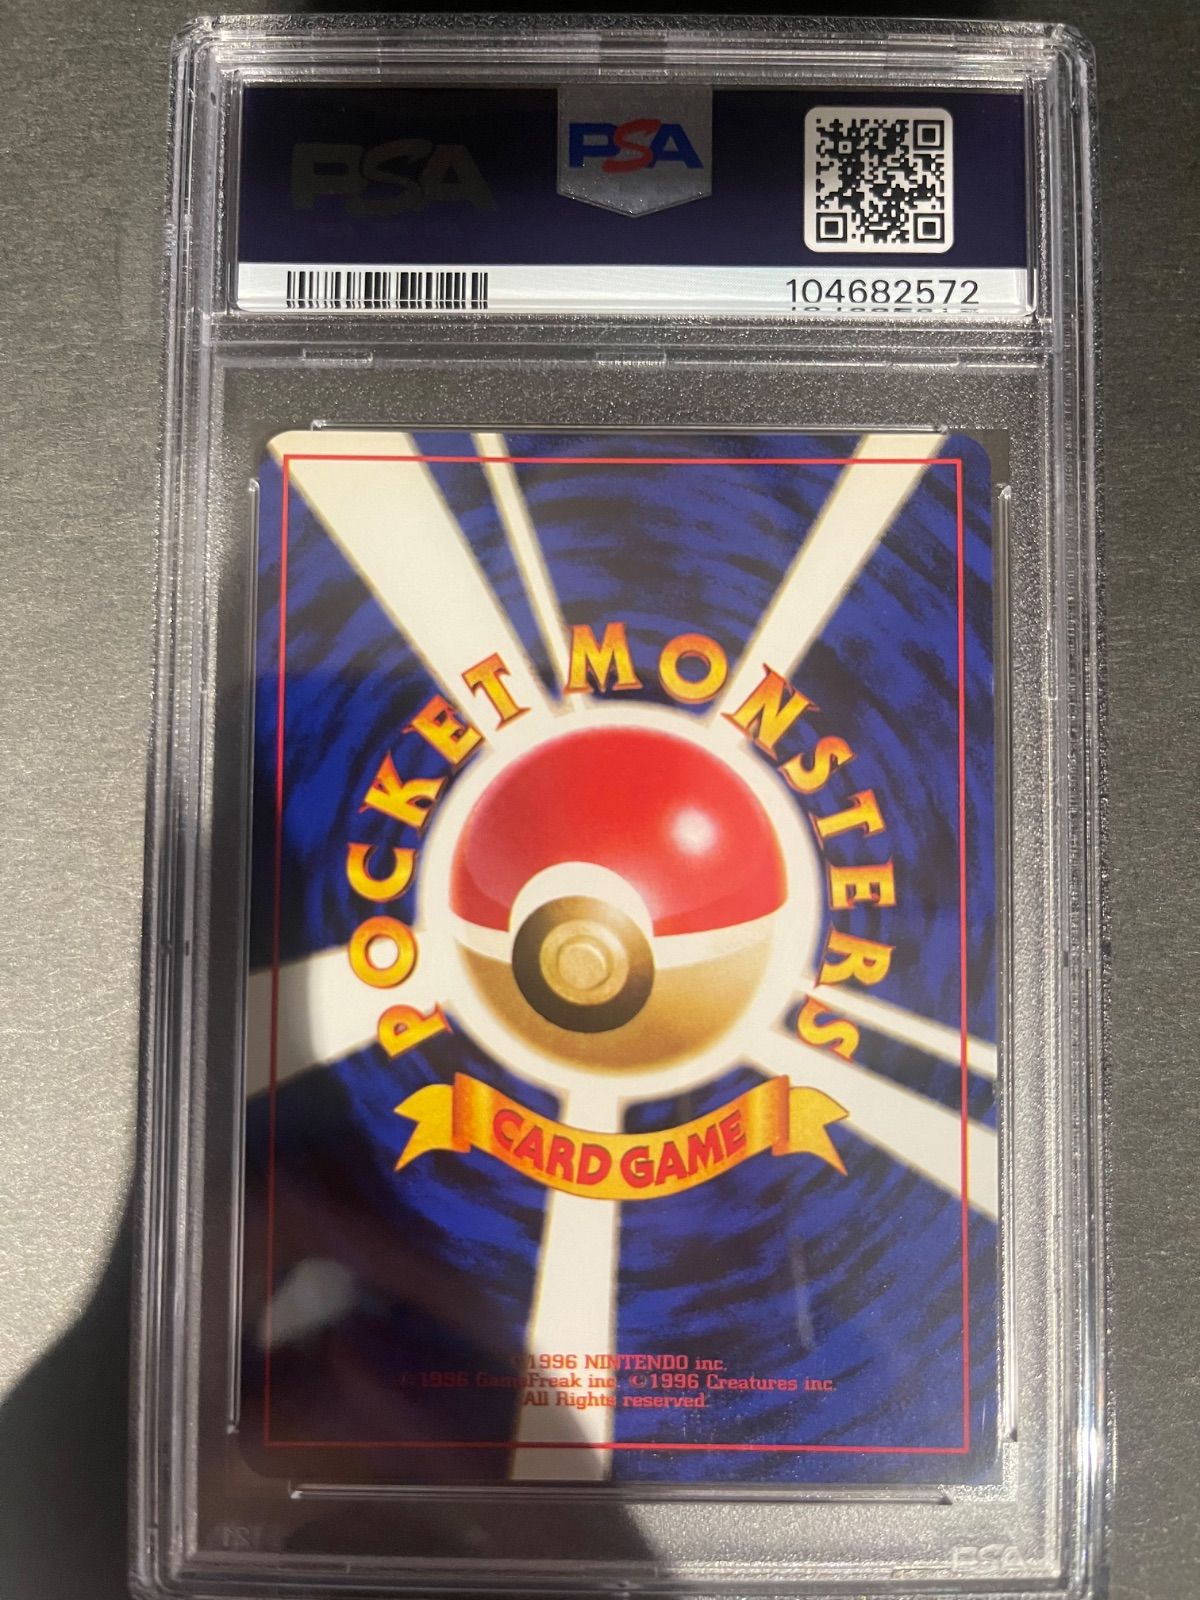 PSA
PSA
104682572
POCKET MONSTERS
CARD GAME
©1996 NINTENDO inc.
©1996 GameFreak inc. ©1996 Creatures inc.
All Rights reserved.
PSA